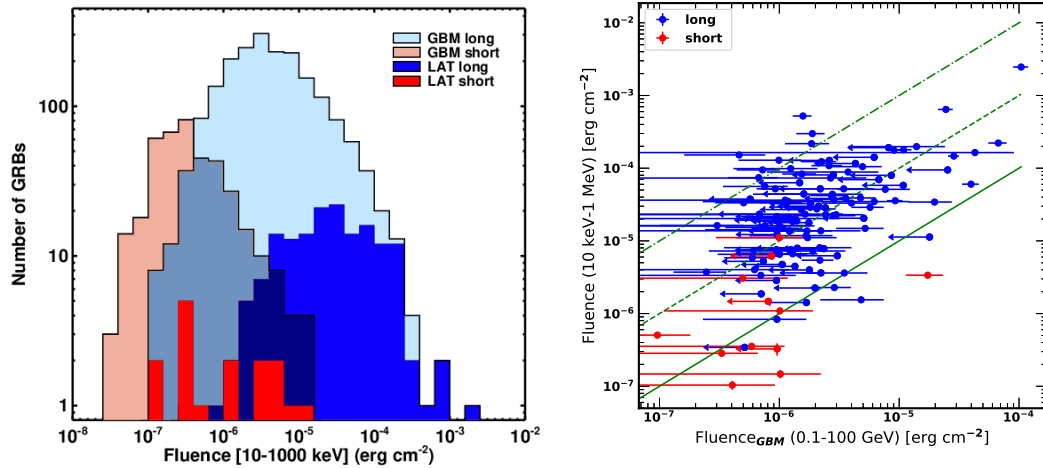 GBM long
GBM short
LAT long
LAT short
Number of GRBs
100
10
1
10⁻⁸
10⁻⁷
10⁻⁶
10⁻⁵
10⁻⁴
10⁻³
10⁻²
Fluence [10-1000 keV] (erg cm⁻²)
long
short
Fluence (10 keV-1 MeV) [erg cm⁻²]
10⁻²
10⁻³
10⁻⁴
10⁻⁵
10⁻⁶
10⁻⁷
10⁻⁷
10⁻⁶
10⁻⁵
10⁻⁴
Fluence_GBM (0.1-100 GeV) [erg cm⁻²]